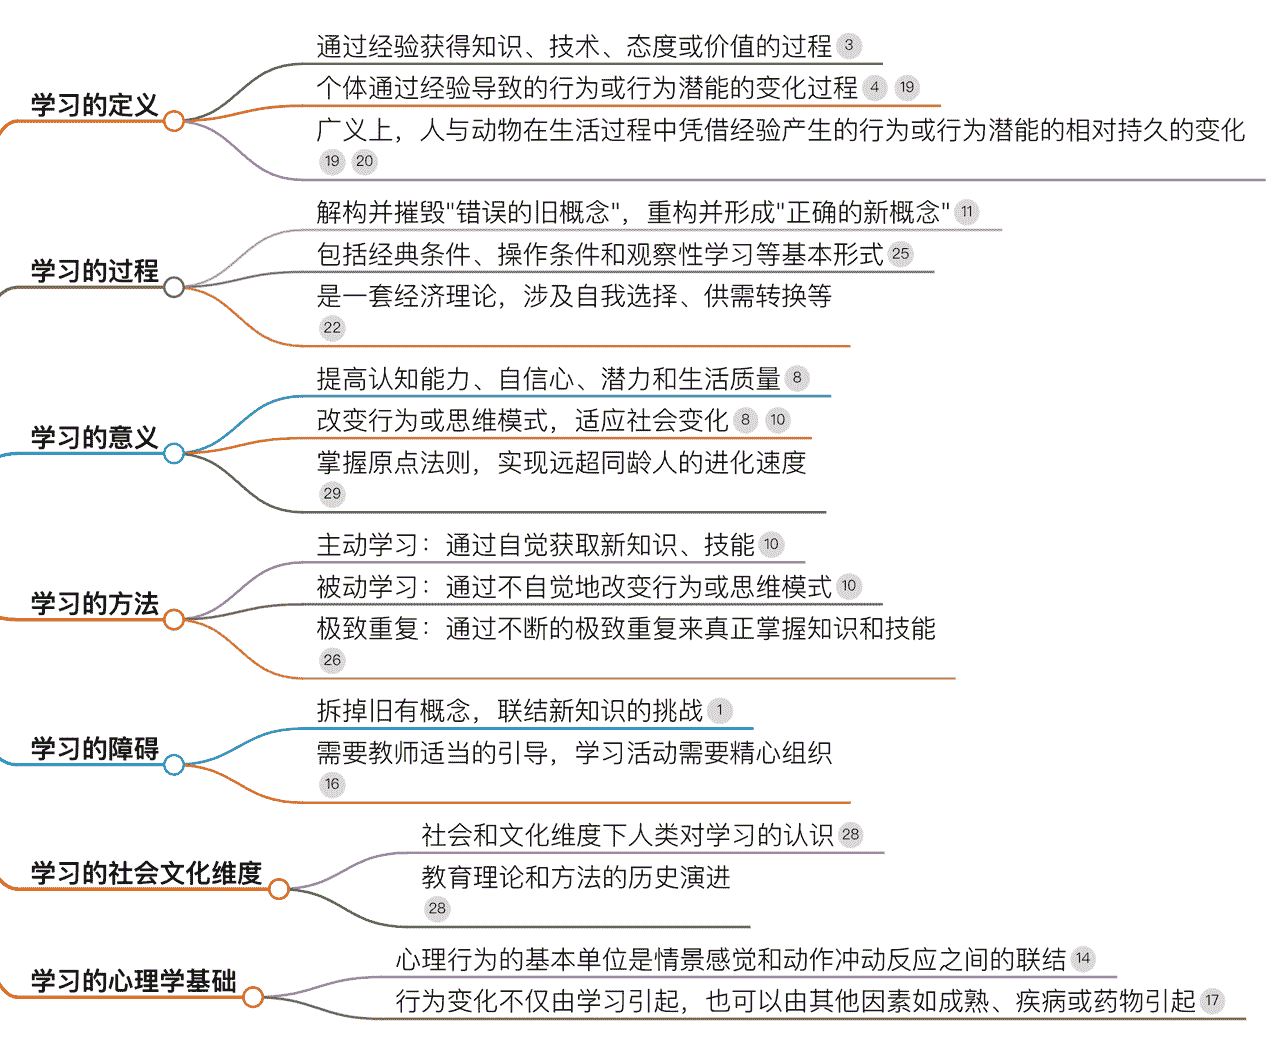 学习的定义
通过经验获得知识、技术、态度或价值的过程 3
个体通过经验导致的行为或行为潜能的变化过程 4 19
广义上，人与动物在生活过程中凭借经验产生的行为或行为潜能的相对持久的变化
19 20
学习的过程
解构并摧毁"错误的旧概念"，重构并形成"正确的新概念" 11
包括经典条件、操作条件和观察性学习等基本形式 25
是一套经济理论，涉及自我选择、供需转换等
22
学习的意义
提高认知能力、自信心、潜力和生活质量 8
改变行为或思维模式，适应社会变化 8 10
掌握原点法则，实现远超同龄人的进化速度
29
学习的方法
主动学习：通过自觉获取新知识、技能 10
被动学习：通过不自觉地改变行为或思维模式 10
极致重复：通过不断的极致重复来真正掌握知识和技能
26
学习的障碍
拆掉旧有概念，联结新知识的挑战 1
需要教师适当的引导，学习活动需要精心组织
16
学习的社会文化维度
社会和文化维度下人类对学习的认识 28
教育理论和方法的历史演进
28
学习的心理学基础
心理行为的基本单位是情景感觉和动作冲动反应之间的联结 14
行为变化不仅由学习引起，也可以由其他因素如成熟、疾病或药物引起 17